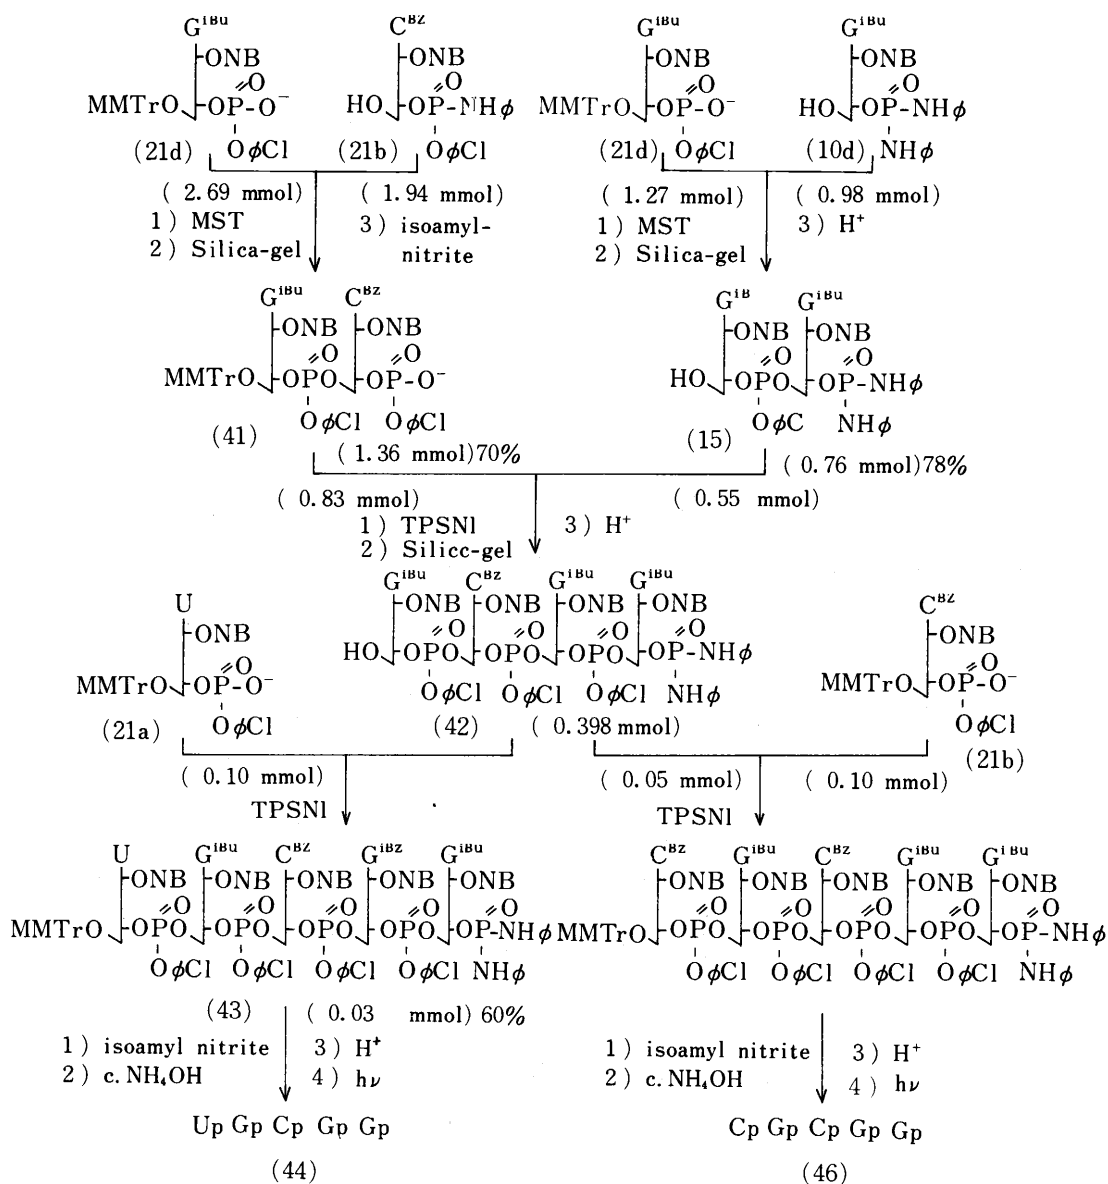 G^iBu C^BZ G^iBu G^iBu
ONB ONB ONB ONB
O O O O
MMTrO OP-O⁻ HO OP-NHφ MMTrO OP-O⁻ HO OP-NHφ
(21d) OφCl (21b) OφCl (21d) OφCl (10d) NHφ
( 2.69 mmol) ( 1.94 mmol) ( 1.27 mmol) ( 0.98 mmol)
1 ) MST 3 ) isoamyl- 1 ) MST 3 ) H⁺
2 ) Silica-gel nitrite 2 ) Silica-gel
G^iBu C^BZ G^iB G^iBu
ONB ONB ONB ONB
O O O O
MMTrO OPO OP-O⁻ HO OPO OP-NHφ
OφCl OφCl OφC NHφ
(41) (15)
( 1.36 mmol)70% ( 0.76 mmol)78%
( 0.83 mmol) ( 0.55 mmol)
1 ) TPSNl 3 ) H⁺
2 ) Silicc-gel
G^iBu C^BZ G^iBu G^iBu
ONB ONB ONB ONB
O O O O
HO OPO OPO OPO OP-NHφ
OφCl OφCl OφCl NHφ
(42) ( 0.398 mmol)
U
ONB
O
MMTrO OP-O⁻
OφCl
(21a)
C^BZ
ONB
O
MMTrO OP-O⁻
OφCl
(21b)
( 0.10 mmol) ( 0.05 mmol) ( 0.10 mmol)
TPSNl TPSNl
U G^iBu C^BZ G^iBz G^iBu C^BZ G^iBu C^BZ G^iBu G^iBu
ONB ONB ONB ONB ONB ONB ONB ONB ONB ONB
O O O O O O O O O O
MMTrO OPO OPO OPO OPO OP-NHφ MMTrO OPO OPO OPO OPO OP-NHφ
OφCl OφCl OφCl OφCl NHφ OφCl OφCl OφCl OφCl NHφ
(43) ( 0.03 mmol) 60%
1 ) isoamyl nitrite 3 ) H⁺ 1 ) isoamyl nitrite 3 ) H⁺
2 ) c. NH₄OH 4 ) hν 2 ) c. NH₄OH 4 ) hν
Up Gp Cp Gp Gp Cp Gp Cp Gp Gp
(44) (46)